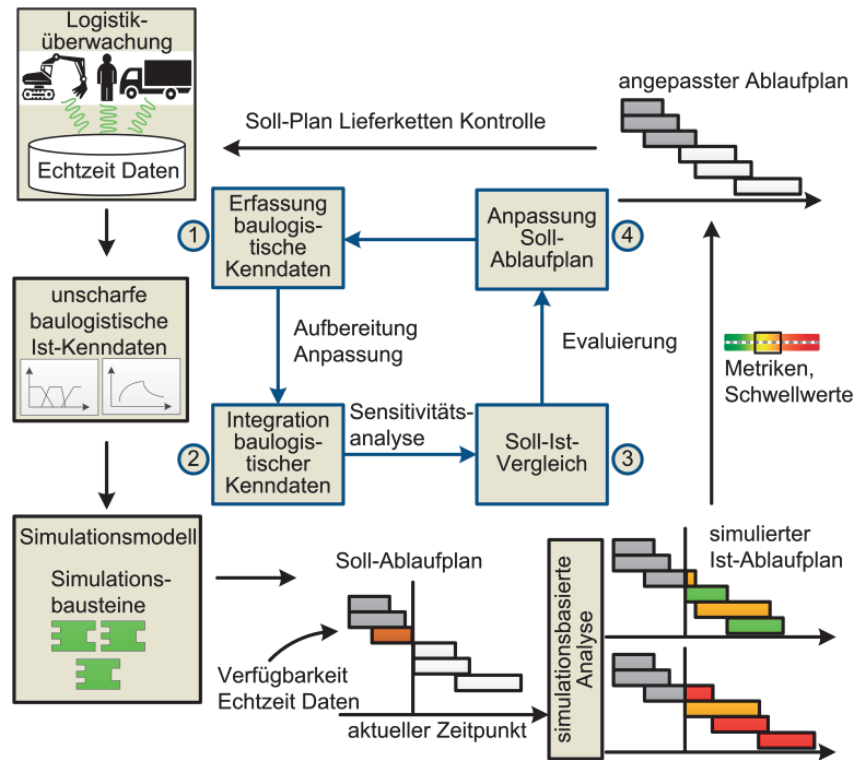 Logistik-
überwachung
Echtzeit Daten
angepasster Ablaufplan
Soll-Plan Lieferketten Kontrolle
1
Erfassung
baulogis-
tische
Kenndaten
Anpassung
Soll-
Ablaufplan
4
unscharfe
baulogistische
Ist-Kenndaten
Aufbereitung
Anpassung
Evaluierung
Metriken,
Schwellwerte
2
Integration
baulogis-
tischer
Kenndaten
Sensitivitäts-
analyse
Soll-Ist-
Vergleich
3
Simulationsmodell
Simulations-
bausteine
Soll-Ablaufplan
Verfügbarkeit
Echtzeit Daten
aktueller Zeitpunkt
simulationsbasierte
Analyse
simulierter
Ist-Ablaufplan